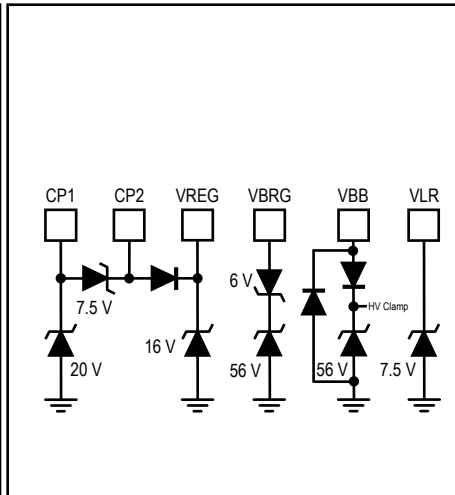 CP1 CP2 VREG VBRG VBB VLR
6 V
HV Clamp
7.5 V
16 V
20 V
56 V
56 V
7.5 V